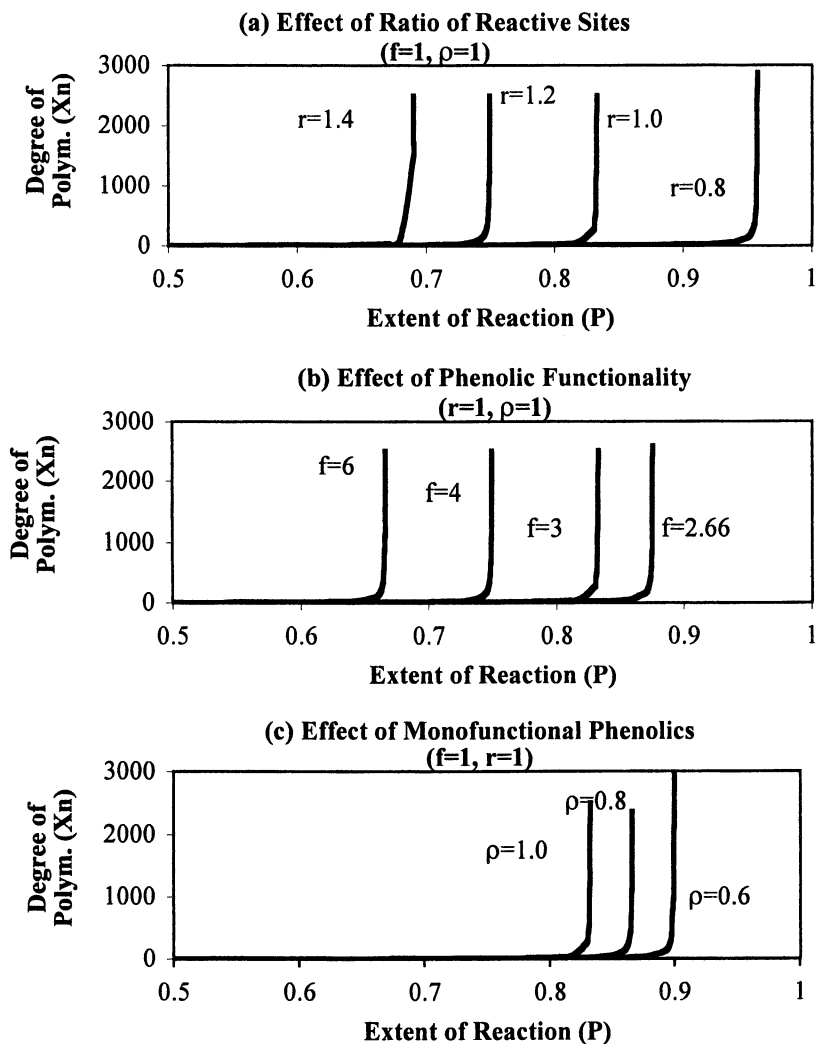 (a) Effect of Ratio of Reactive Sites
(f=1, ρ=1)
Degree of
Polym. (Xn)
3000
2000
1000
0
r=1.4
r=1.2
r=1.0
r=0.8
0.5 0.6 0.7 0.8 0.9 1
Extent of Reaction (P)
(b) Effect of Phenolic Functionality
(r=1, ρ=1)
Degree of
Polym. (Xn)
3000
2000
1000
0
f=6
f=4
f=3
f=2.66
0.5 0.6 0.7 0.8 0.9 1
Extent of Reaction (P)
(c) Effect of Monofunctional Phenolics
(f=1, r=1)
Degree of
Polym. (Xn)
3000
2000
1000
0
ρ=1.0
ρ=0.8
ρ=0.6
0.5 0.6 0.7 0.8 0.9 1
Extent of Reaction (P)